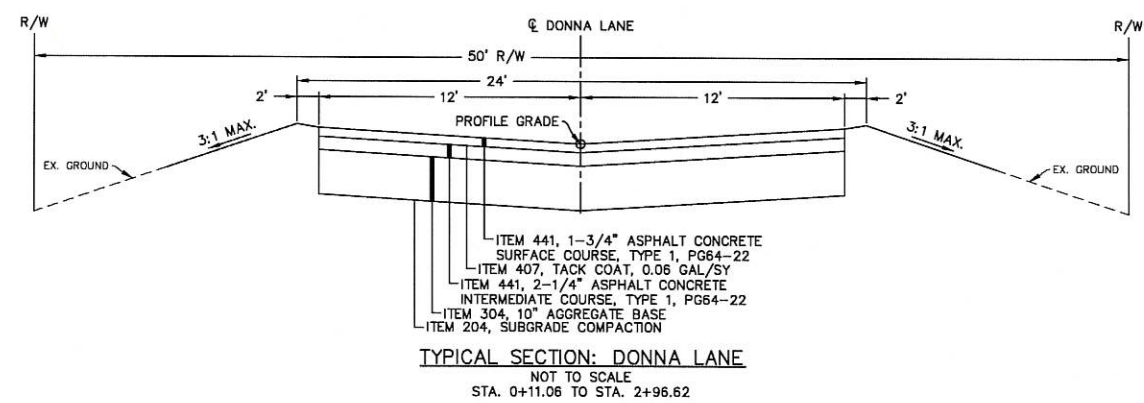 R/W
℄ DONNA LANE
R/W
50' R/W
24'
2'
12'
12'
2'
3:1 MAX.
PROFILE GRADE
3:1 MAX.
EX. GROUND
EX. GROUND
ITEM 441, 1-3/4" ASPHALT CONCRETE
SURFACE COURSE, TYPE 1, PG64-22
ITEM 407, TACK COAT, 0.06 GAL/SY
ITEM 441, 2-1/4" ASPHALT CONCRETE
INTERMEDIATE COURSE, TYPE 1, PG64-22
ITEM 304, 10" AGGREGATE BASE
ITEM 204, SUBGRADE COMPACTION
TYPICAL SECTION: DONNA LANE
NOT TO SCALE
STA. 0+11.06 TO STA. 2+96.62